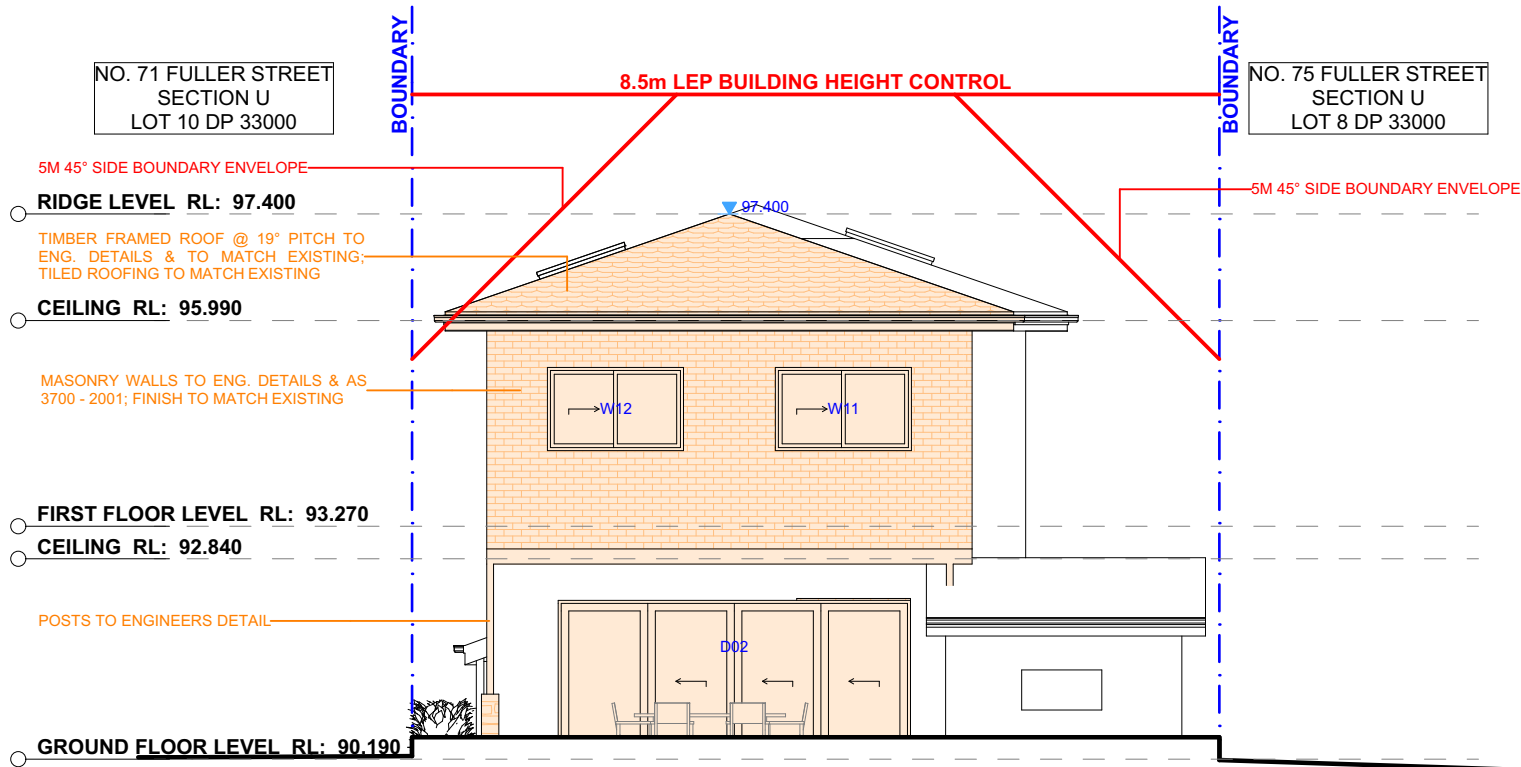 BOUNDARY
BOUNDARY
NO. 71 FULLER STREET
SECTION U
LOT 10 DP 33000
8.5m LEP BUILDING HEIGHT CONTROL
NO. 75 FULLER STREET
SECTION U
LOT 8 DP 33000
5M 45° SIDE BOUNDARY ENVELOPE
5M 45° SIDE BOUNDARY ENVELOPE
RIDGE LEVEL RL: 97.400
97.400
TIMBER FRAMED ROOF @ 19° PITCH TO
ENG. DETAILS & TO MATCH EXISTING;
TILED ROOFING TO MATCH EXISTING
CEILING RL: 95.990
MASONRY WALLS TO ENG. DETAILS & AS
3700 - 2001; FINISH TO MATCH EXISTING
W12
W11
FIRST FLOOR LEVEL RL: 93.270
CEILING RL: 92.840
POSTS TO ENGINEERS DETAIL
D02
GROUND FLOOR LEVEL RL: 90.190